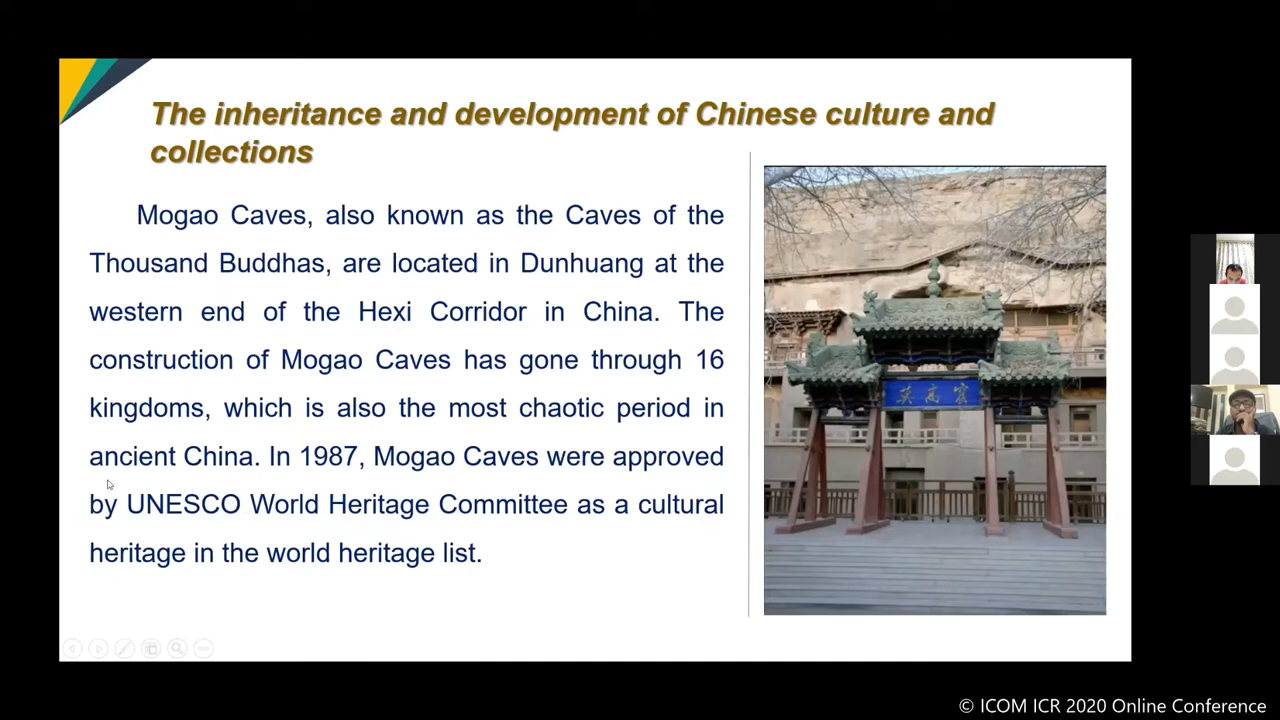 The inheritance and development of Chinese culture and
collections
Mogao Caves, also known as the Caves of the
Thousand Buddhas, are located in Dunhuang at the
western end of the Hexi Corridor in China. The
construction of Mogao Caves has gone through 16
kingdoms, which is also the most chaotic period in
ancient China. In 1987, Mogao Caves were approved
by UNESCO World Heritage Committee as a cultural
heritage in the world heritage list.
莫高窟
© ICOM ICR 2020 Online Conference